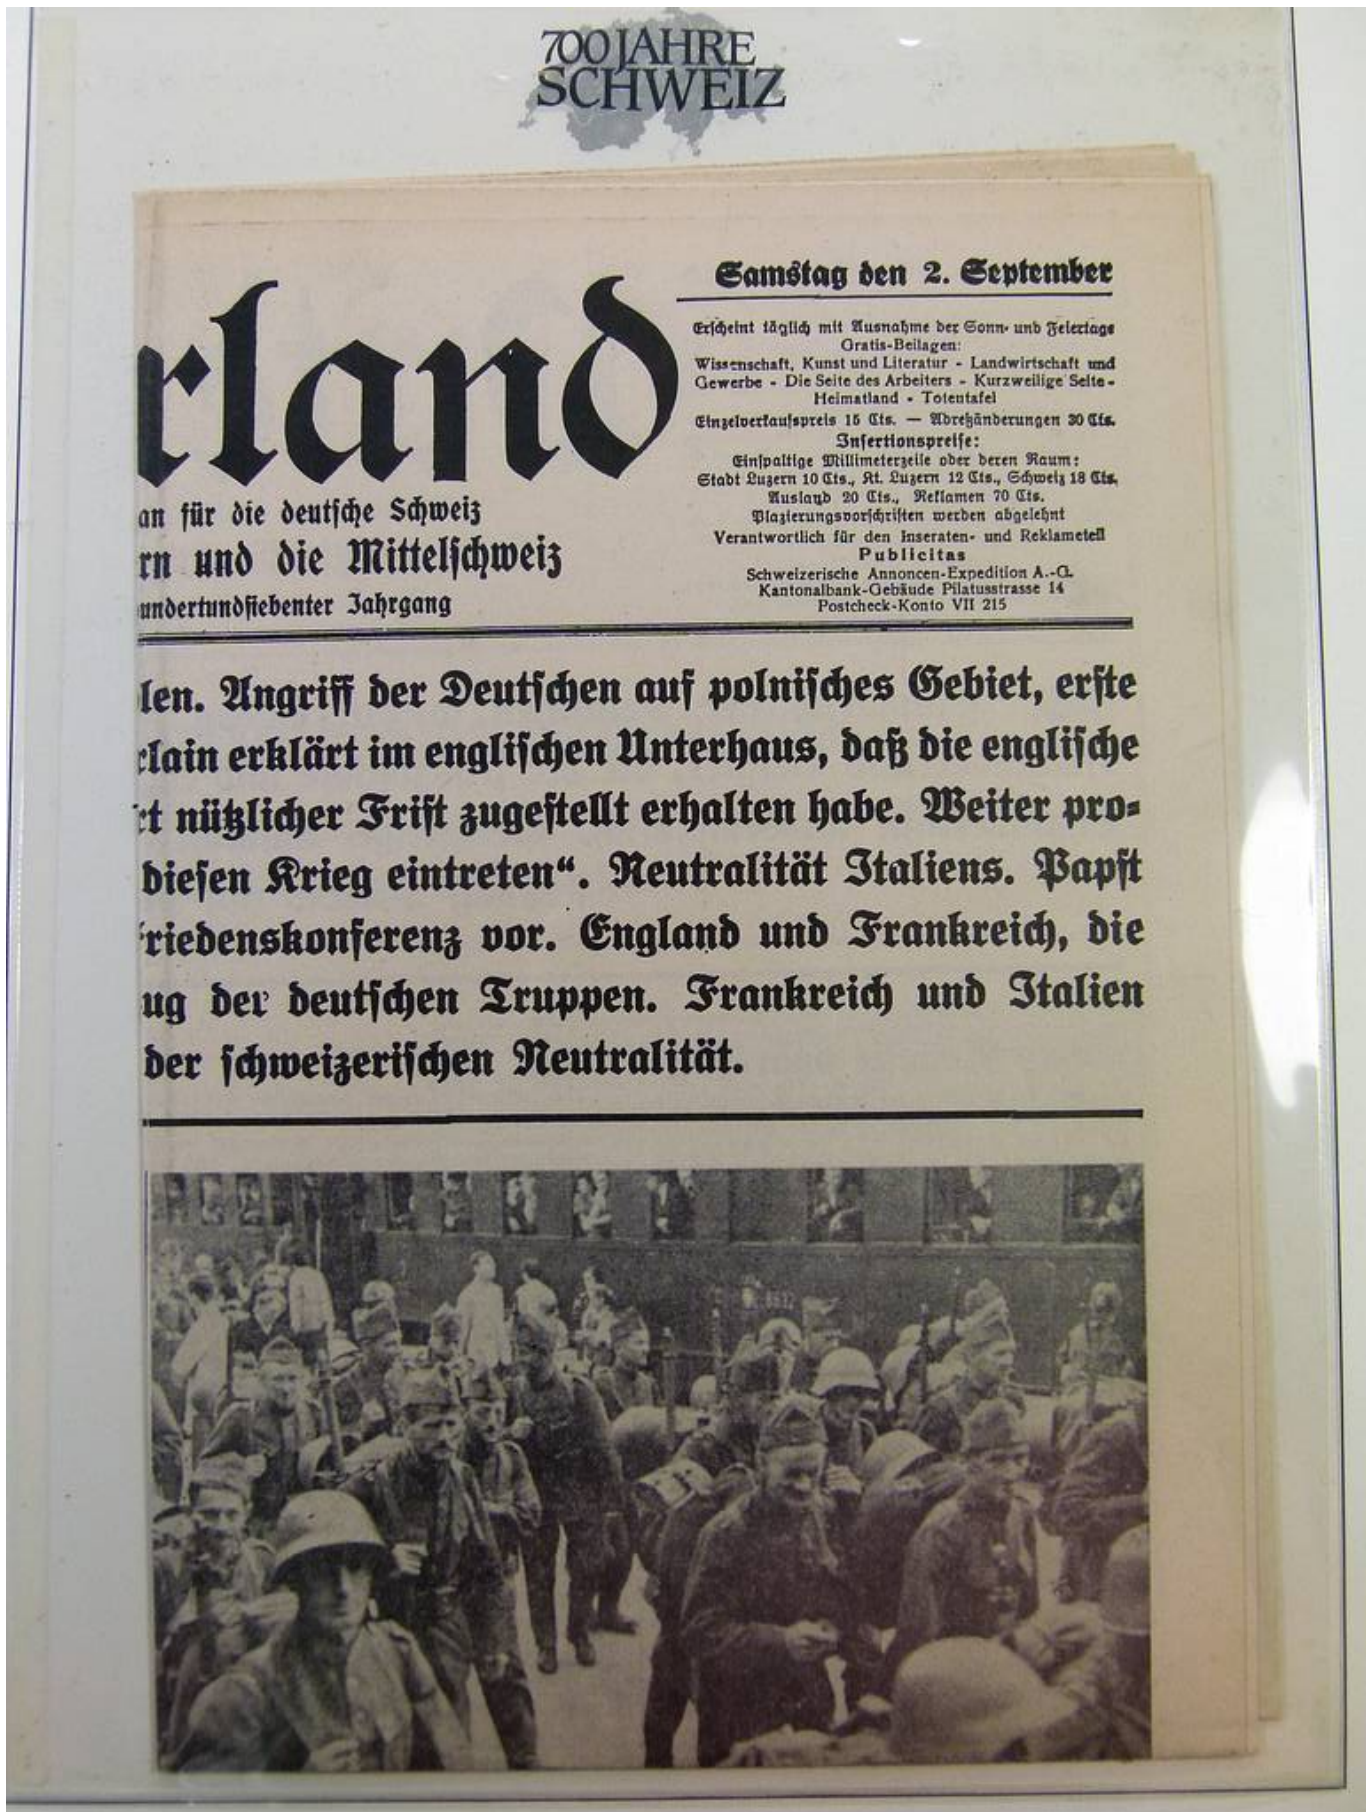 700 JAHRE
SCHWEIZ
Samstag den 2. September
rland
Erscheint täglich mit Ausnahme der Sonn- und Feiertage
Gratis-Beilagen:
Wissenschaft, Kunst und Literatur - Landwirtschaft und
Gewerbe - Die Seite des Arbeiters - Kurzweilige Seite -
Heimatland - Totentafel
Einzelverkaufspreis 15 Cts. — Adreßänderungen 30 Cts.
Insertionspreise:
Einspaltige Millimeterzeile oder deren Raum:
Stadt Luzern 10 Cts., Kt. Luzern 12 Cts., Schweiz 18 Cts.
Ausland 20 Cts., Reklamen 70 Cts.
Plazierungsvorschriften werden abgelehnt
Verantwortlich für den Inseraten- und Reklameteil
Publicitas
Schweizerische Annoncen-Expedition A.-G.
Kantonalbank-Gebäude Pilatusstrasse 14
Postcheck-Konto VII 215
an für die deutsche Schweiz
rn und die Mittelschweiz
undertundsiebenter Jahrgang
len. Angriff der Deutschen auf polnisches Gebiet, erste
rlain erklärt im englischen Unterhaus, daß die englische
rt nützlicher Frist zugestellt erhalten habe. Weiter pro-
diesen Krieg eintreten“. Neutralität Italiens. Papst
riedenskonferenz vor. England und Frankreich, die
ug der deutschen Truppen. Frankreich und Italien
der schweizerischen Neutralität.